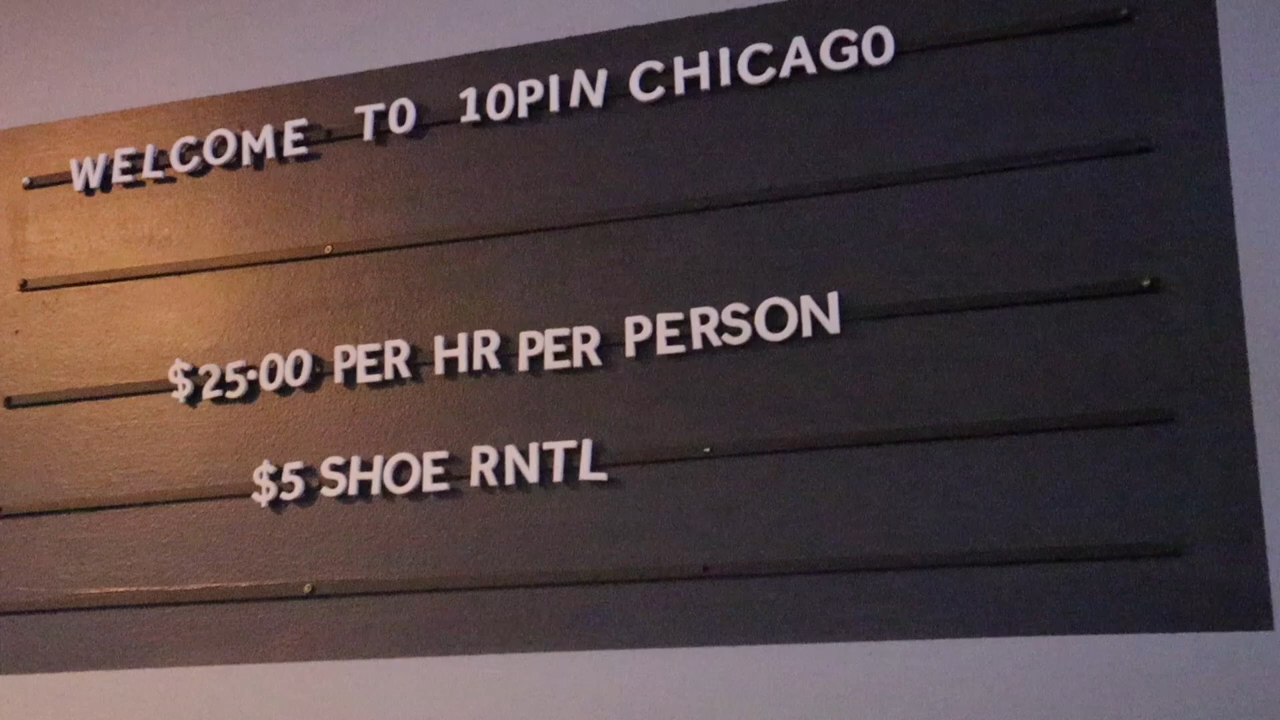 WELCOME TO 10PIN CHICAGO
$25.00 PER HR PER PERSON
$5 SHOE RNTL